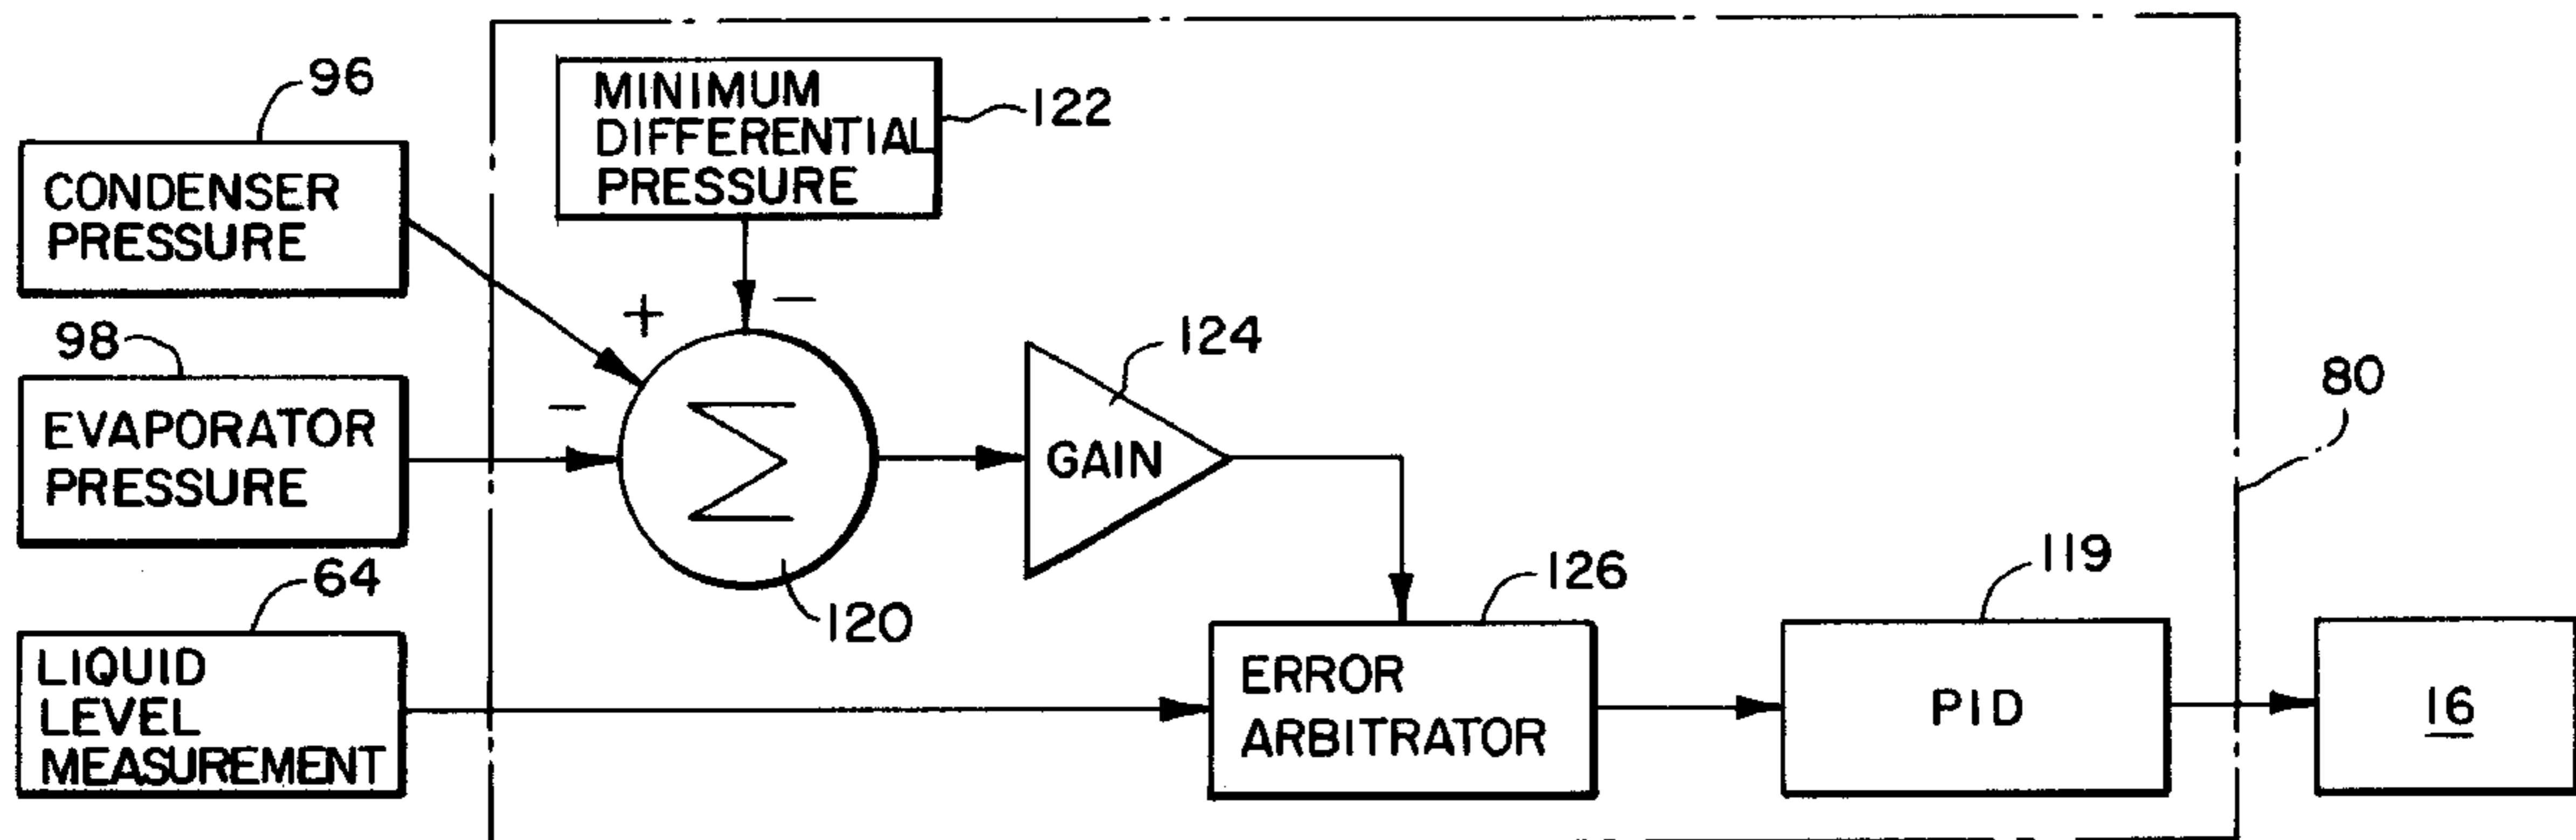 96
CONDENSER
PRESSURE
MINIMUM
DIFFERENTIAL
PRESSURE
122
+
−
98
EVAPORATOR
PRESSURE
−
Σ
120
GAIN
124
80
64
LIQUID
LEVEL
MEASUREMENT
126
ERROR
ARBITRATOR
119
PID
16